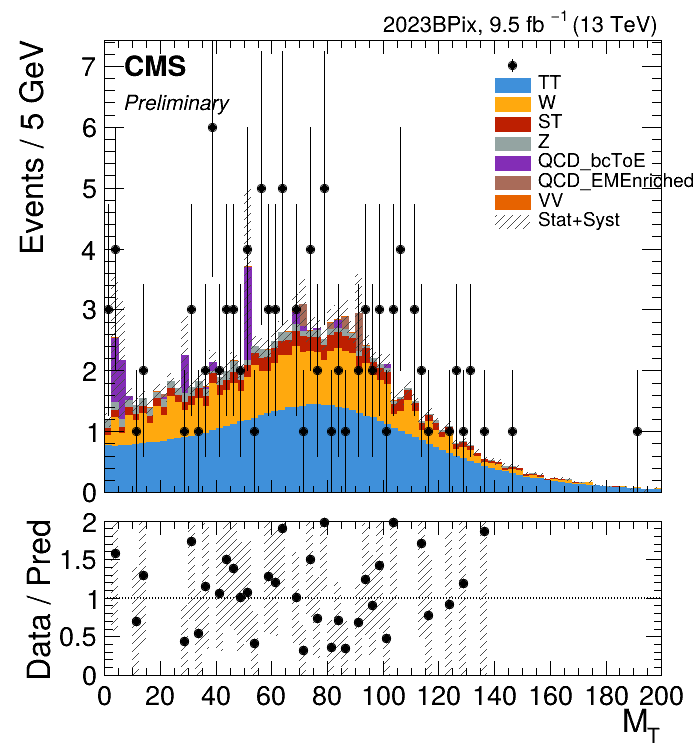 2023BPix, 9.5 fb⁻¹ (13 TeV)
Events / 5 GeV
CMS
Preliminary
TT
W
ST
Z
QCD_bcToE
QCD_EMEnriched
VV
Stat+Syst
7
6
5
4
3
2
1
0
Data / Pred
2
1.5
1
0.5
0
0 20 40 60 80 100 120 140 160 180 200
M_T